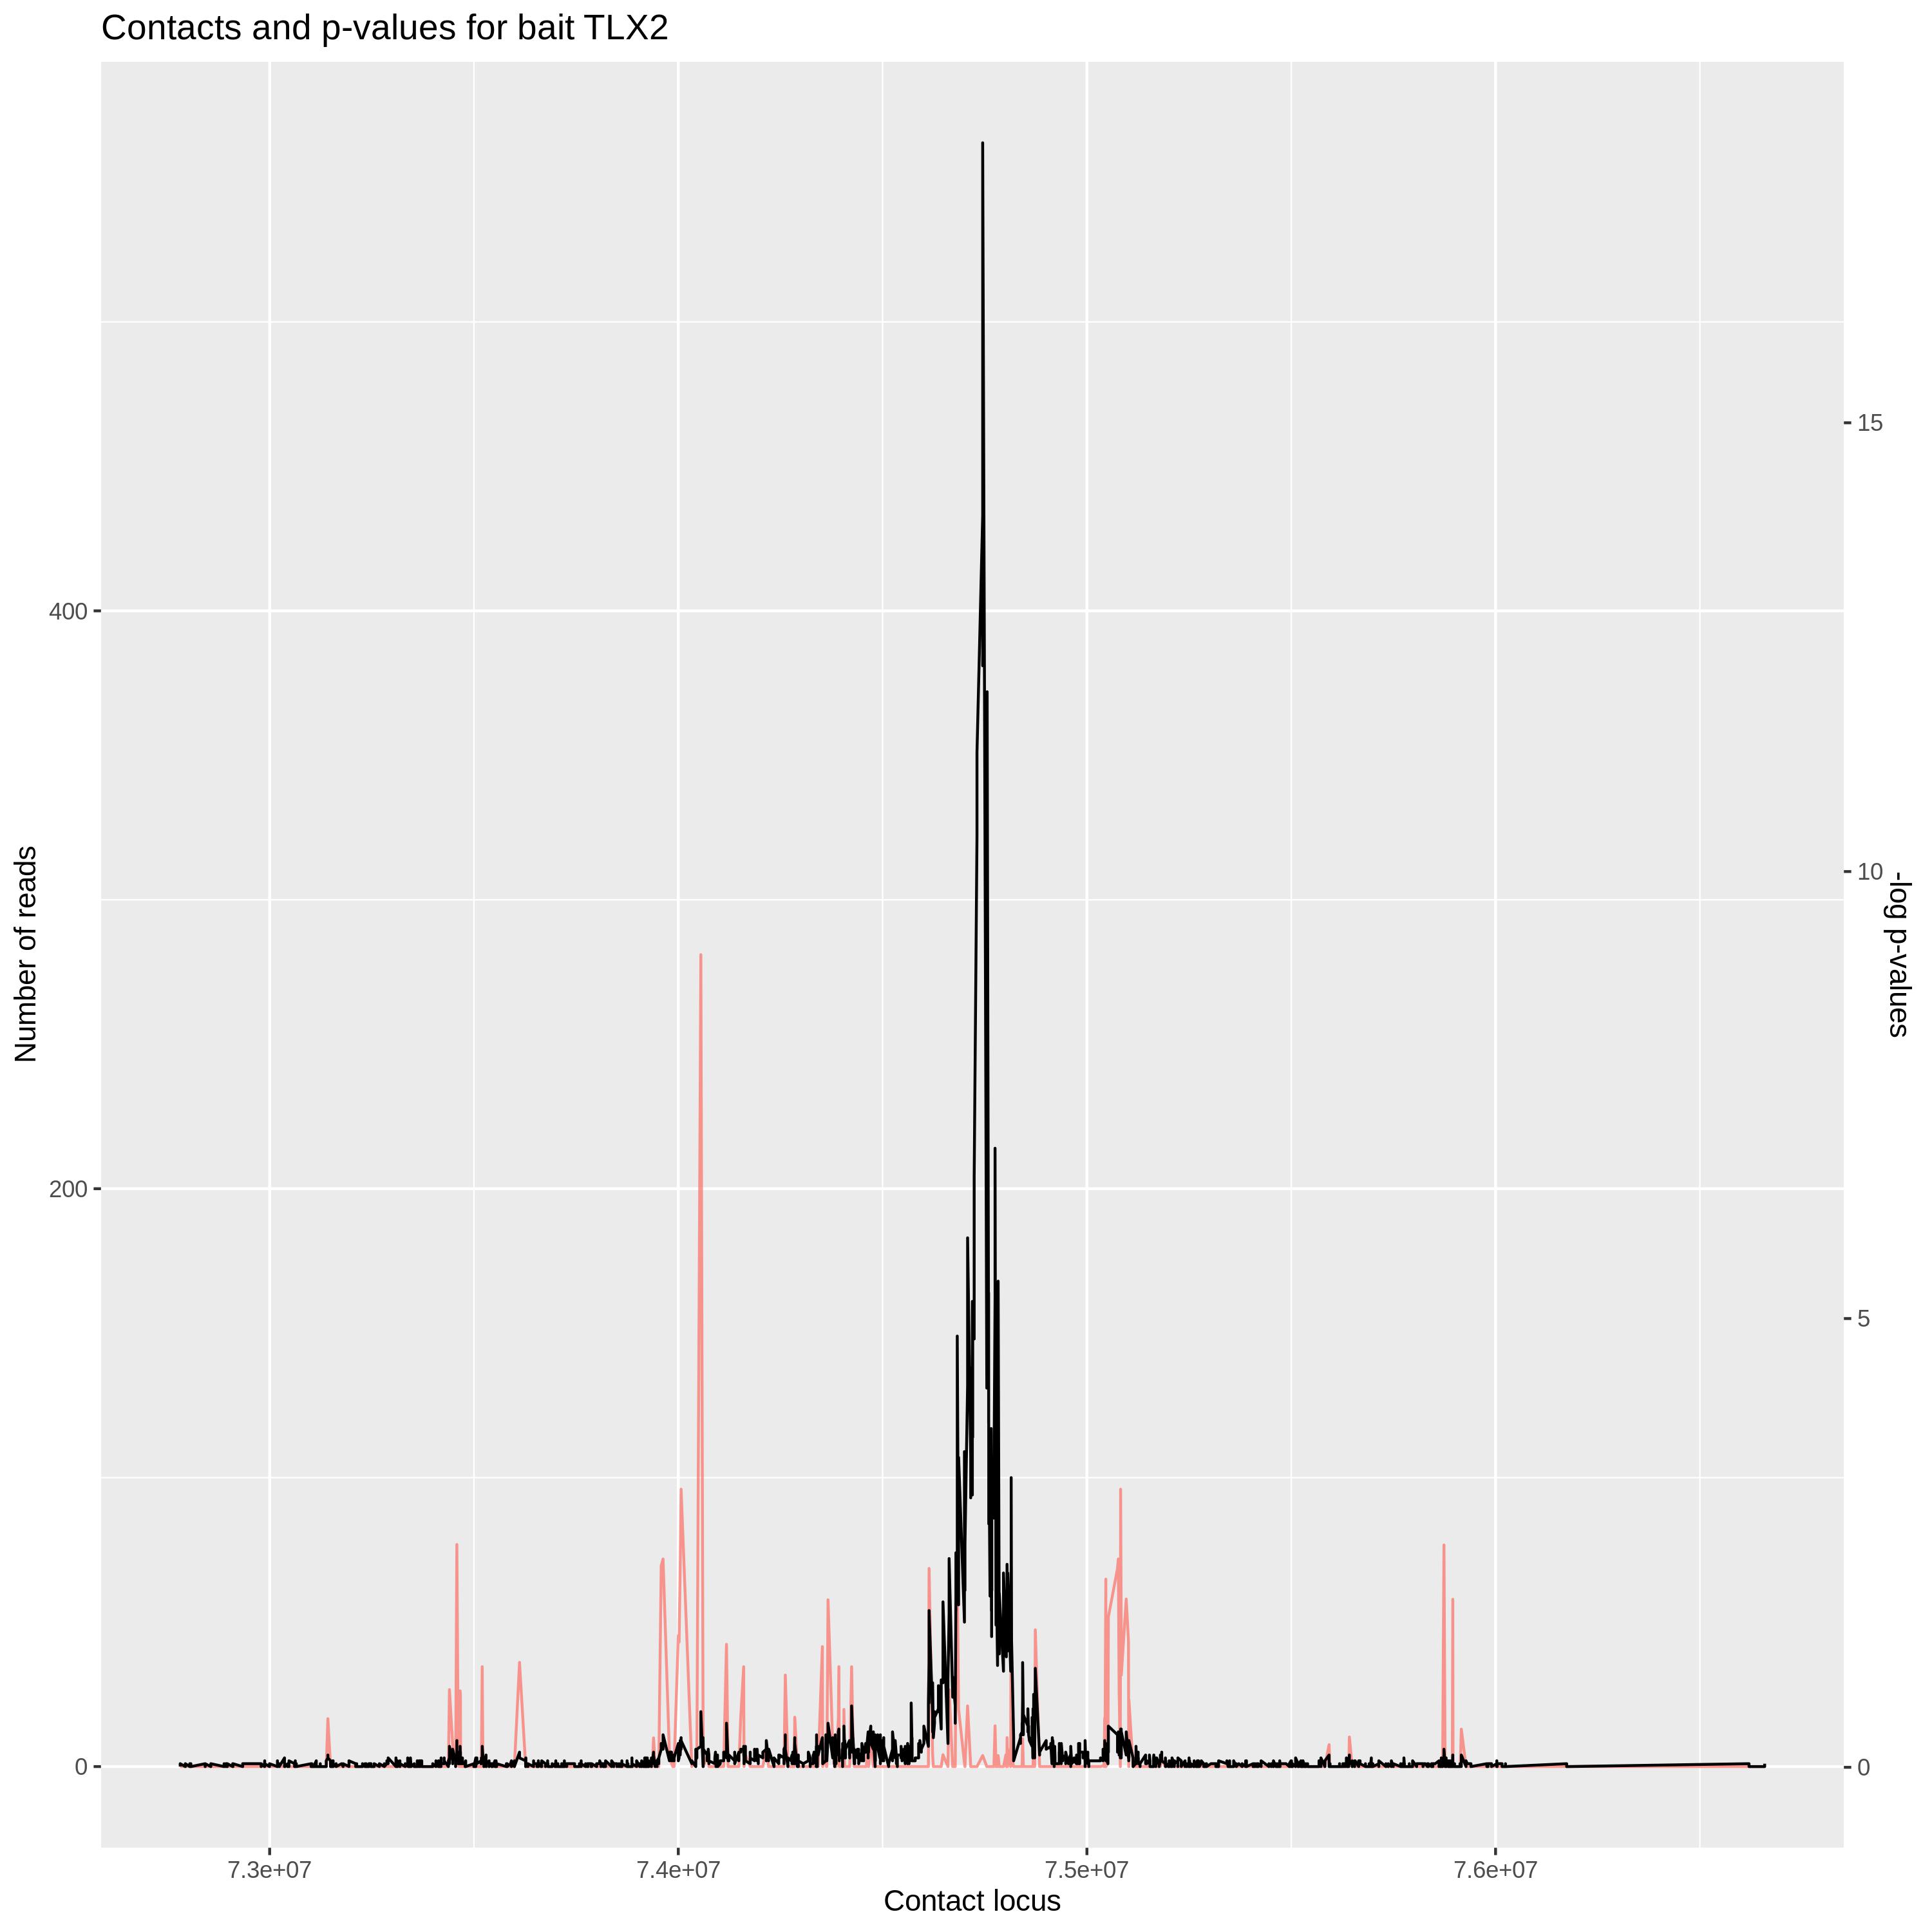 Contacts and p-values for bait TLX2
Number of reads
400
200
0
15
10
5
0
-log p-values
7.3e+07 7.4e+07 7.5e+07 7.6e+07
Contact locus